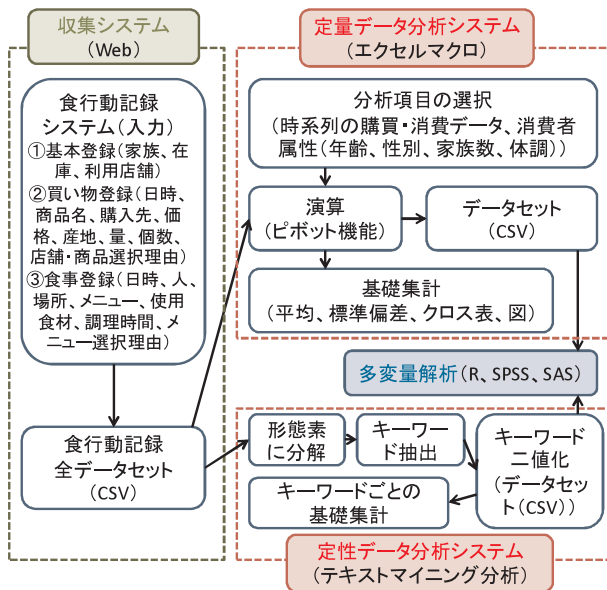 収集システム
（Web）
食行動記録
システム（入力）
①基本登録（家族、在
庫、利用店舗）
②買い物登録（日時、
商品名、購入先、価
格、産地、量、個数、
店舗・商品選択理由）
③食事登録（日時、人、
場所、メニュー、使用
食材、調理時間、メ
ニュー選択理由）
食行動記録
全データセット
（CSV）
定量データ分析システム
（エクセルマクロ）
分析項目の選択
（時系列の購買・消費データ、消費者
属性（年齢、性別、家族数、体調））
演算
（ピボット機能）
データセット
（CSV）
基礎集計
（平均、標準偏差、クロス表、図）
多変量解析（R、SPSS、SAS）
形態素
に分解
キーワー
ド抽出
キーワード
二値化
（データセッ
ト（CSV））
キーワードごとの
基礎集計
定性データ分析システム
（テキストマイニング分析）